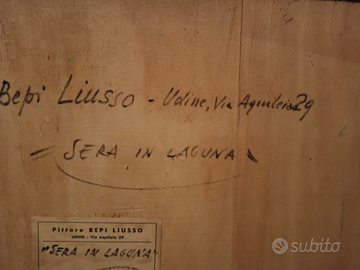 Bepi Liusso - Udine, Via Aquileia 29
= SERA IN LAGUNA =
Pittore BEPI LIUSSO
UDINE - Via Aquileia 29
"SERA IN LAGUNA"
subito